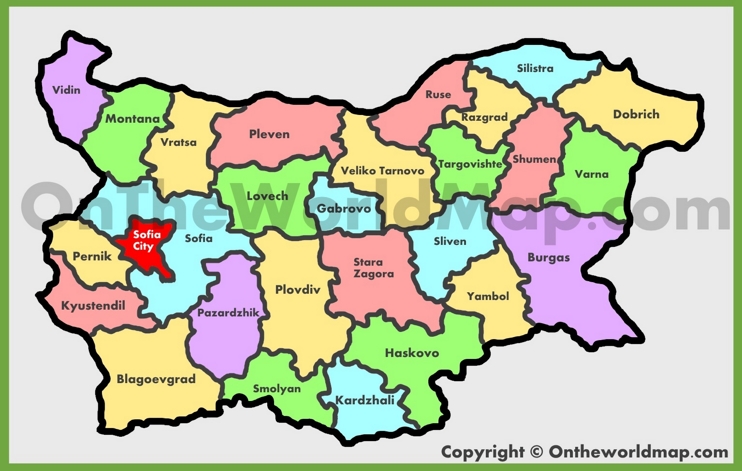 Silistra
Vidin
Ruse
Montana
Razgrad
Dobrich
Vratsa
Pleven
Targovishte
Shumen
Veliko Tarnovo
Varna
Lovech
Gabrovo
OnTheWorldMap.com
Sofia
City
Sofia
Sliven
Pernik
Stara
Zagora
Burgas
Plovdiv
Yambol
Kyustendil
Pazardzhik
Haskovo
Blagoevgrad
Smolyan
Kardzhali
Copyright © Ontheworldmap.com